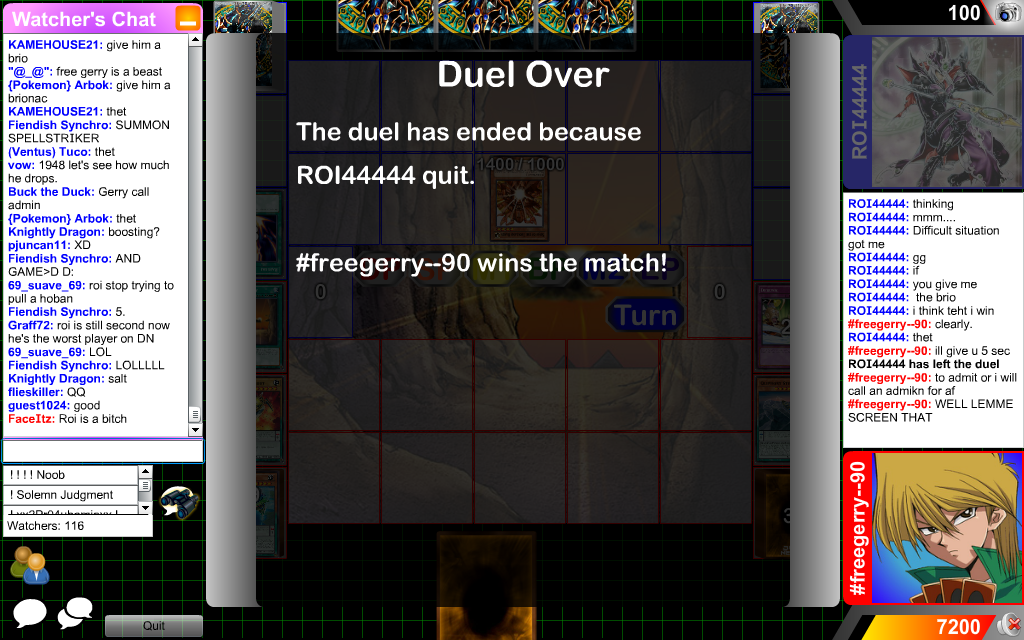 Watcher's Chat
KAMEHOUSE21: give him a
brio
"@_@": free gerry is a beast
{Pokemon} Arbok: give him a
brionac
KAMEHOUSE21: thet
Fiendish Synchro: SUMMON
SPELLSTRIKER
(Ventus) Tuco: thet
vow: 1948 let's see how much
he drops.
Buck the Duck: Gerry call
admin
{Pokemon} Arbok: thet
Knightly Dragon: boosting?
pjuncan11: XD
Fiendish Synchro: AND
GAME>D D:
69_suave_69: roi stop trying to
pull a hoban
Fiendish Synchro: 5.
Graff72: roi is still second now
he's the worst player on DN
69_suave_69: LOL
Fiendish Synchro: LOLLLLL
Knightly Dragon: salt
flieskiller: QQ
guest1024: good
FaceItz: Roi is a bitch
! ! ! ! Noob
! Solemn Judgment
Watchers: 116
Quit
Duel Over
The duel has ended because
1400 / 1000
ROI44444 quit.
#freegerry--90 wins the match!
0
0
M2
EP
Turn
100
ROI44444
ROI44444: thinking
ROI44444: mmm....
ROI44444: Difficult situation
got me
ROI44444: gg
ROI44444: if
ROI44444: you give me
ROI44444: the brio
ROI44444: i think teht i win
#freegerry--90: clearly.
ROI44444: thet
#freegerry--90: ill give u 5 sec
ROI44444 has left the duel
#freegerry--90: to admit or i will
call an admikn for af
#freegerry--90: WELL LEMME
SCREEN THAT
#freegerry--90
7200